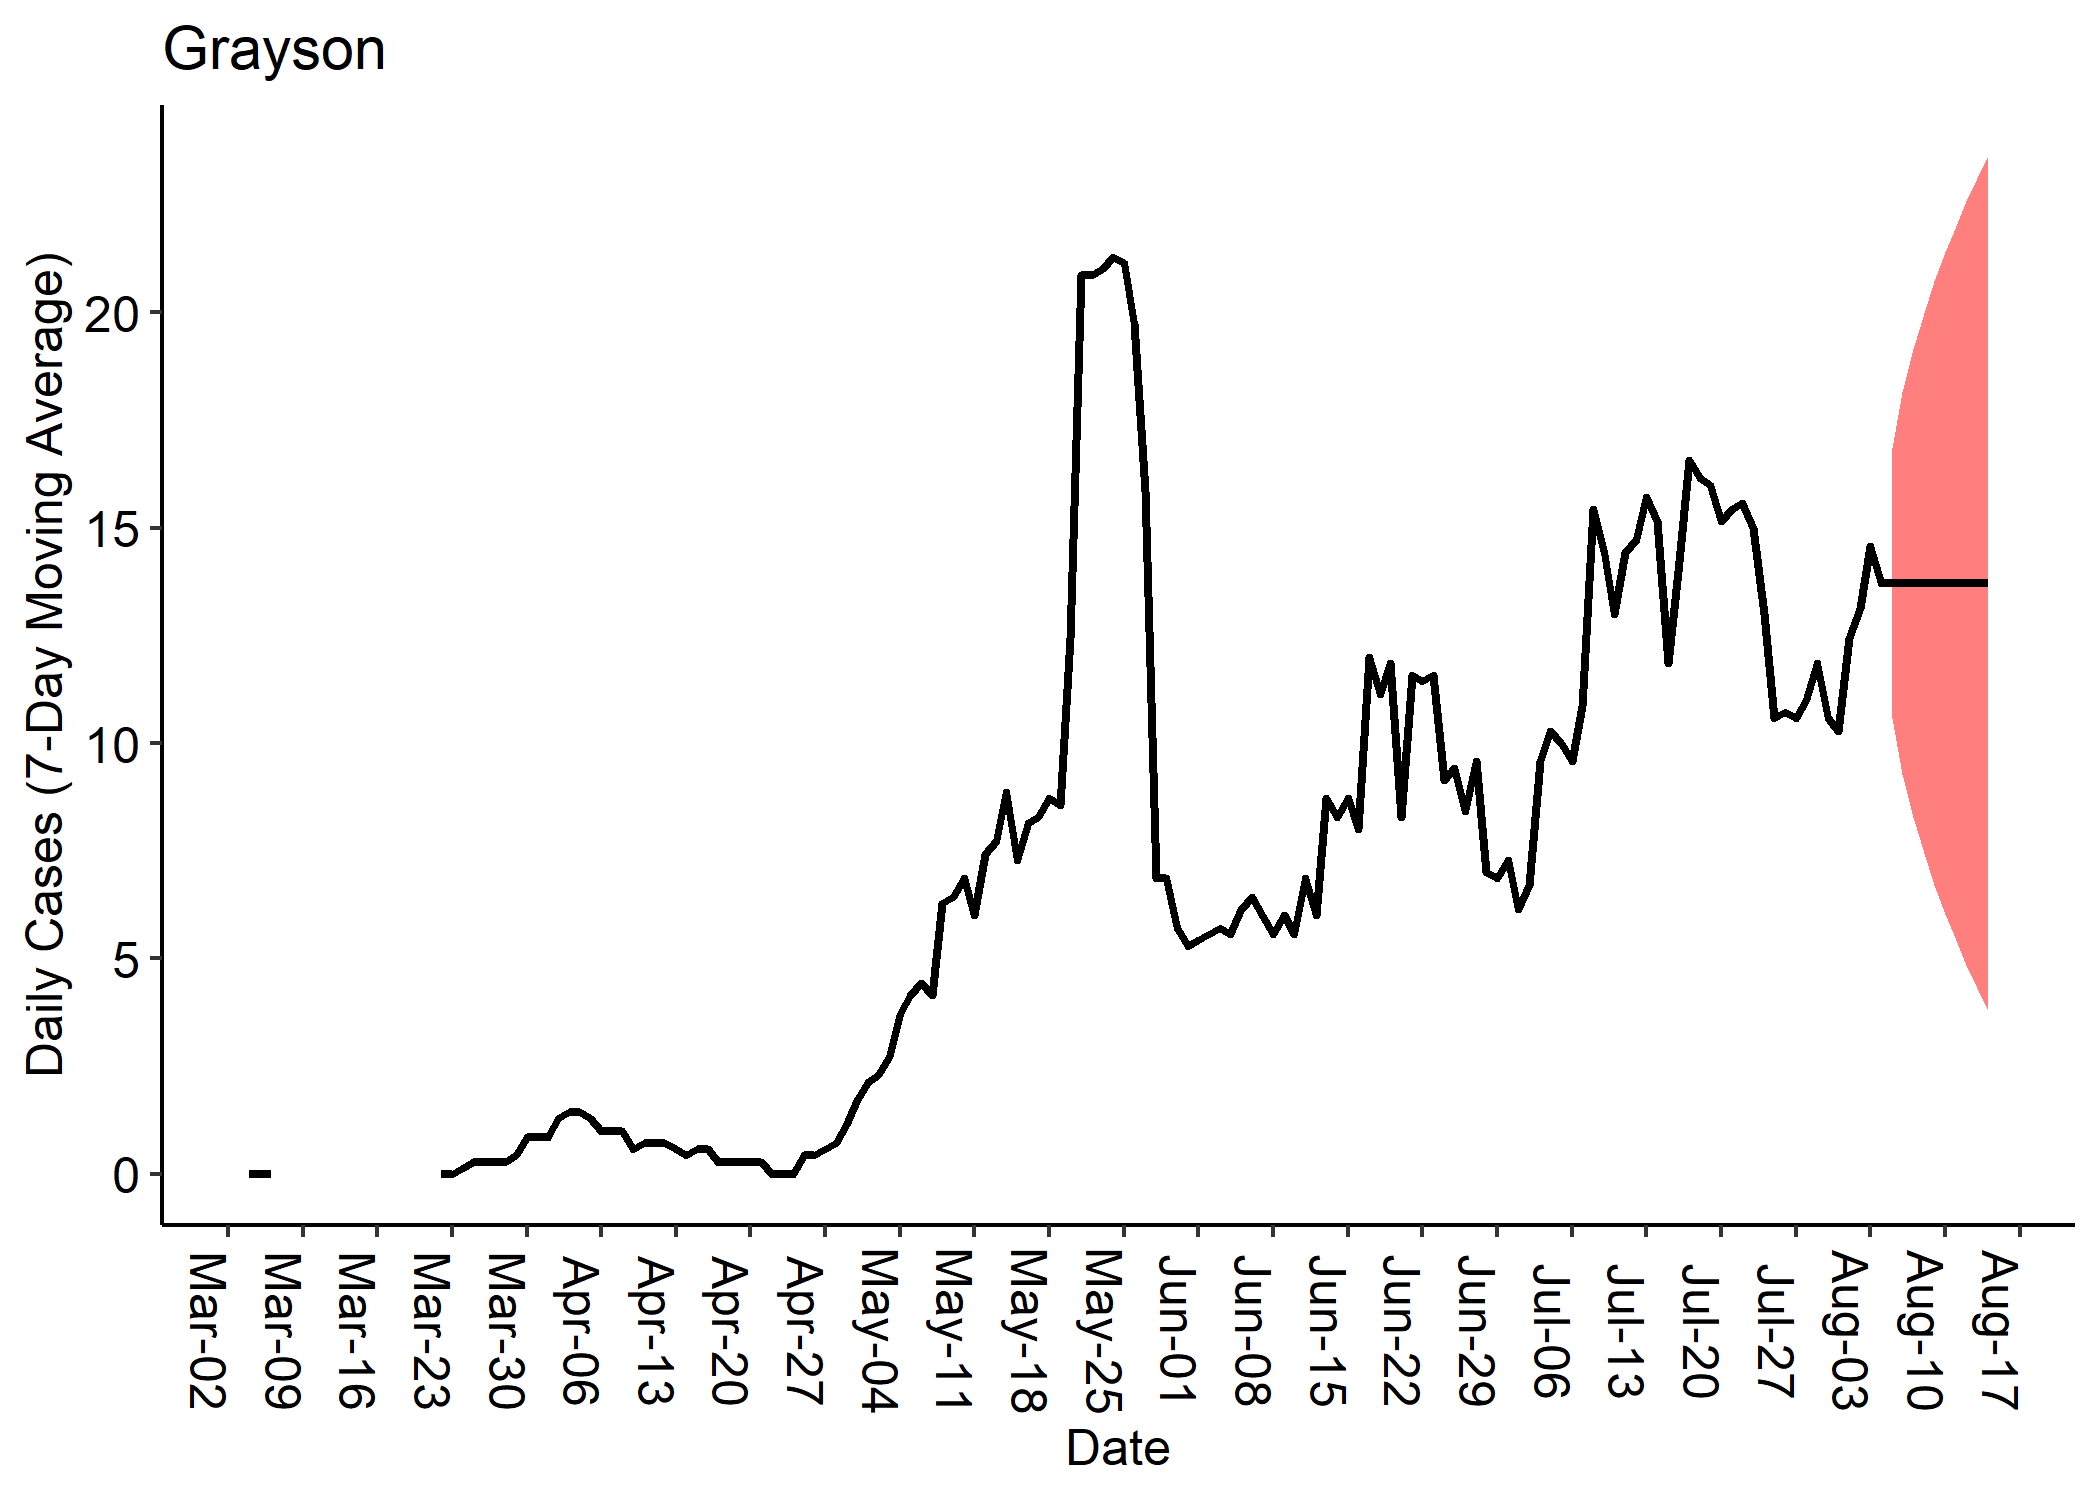 Grayson
Daily Cases (7-Day Moving Average)
20
15
10
5
0
Mar-02
Mar-09
Mar-16
Mar-23
Mar-30
Apr-06
Apr-13
Apr-20
Apr-27
May-04
May-11
May-18
May-25
Jun-01
Jun-08
Jun-15
Jun-22
Jun-29
Jul-06
Jul-13
Jul-20
Jul-27
Aug-03
Aug-10
Aug-17
Date